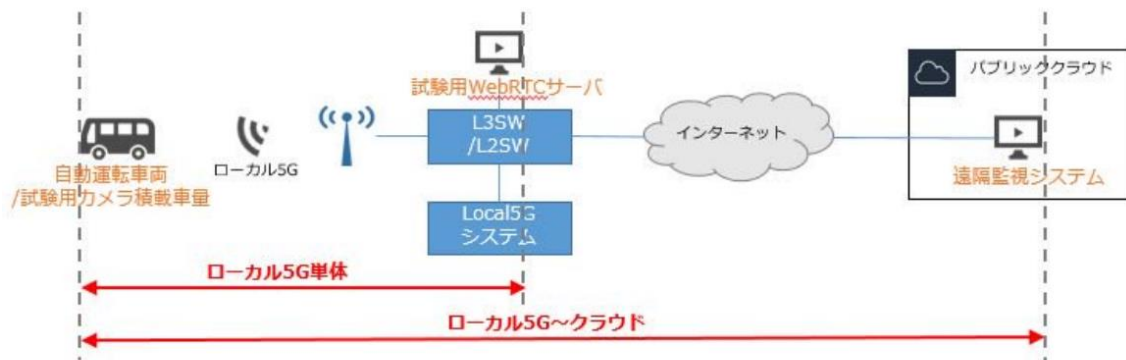 試験用WebRTCサーバ
パブリッククラウド
L3SW
/L2SW
インターネット
ローカル5G
自動運転車両
/試験用カメラ積載車量
遠隔監視システム
Local5G
システム
ローカル5G単体
ローカル5G～クラウド